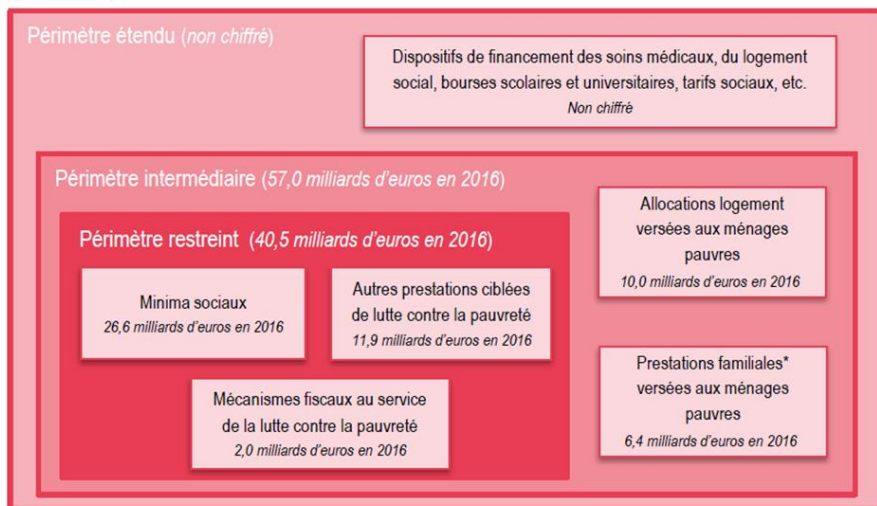 Périmètre étendu (non chiffré)
Dispositifs de financement des soins médicaux, du logement
social, bourses scolaires et universitaires, tarifs sociaux, etc.
Non chiffré
Périmètre intermédiaire (57,0 milliards d'euros en 2016)
Périmètre restreint (40,5 milliards d'euros en 2016)
Minima sociaux
26,6 milliards d'euros en 2016
Autres prestations ciblées
de lutte contre la pauvreté
11,9 milliards d'euros en 2016
Mécanismes fiscaux au service
de la lutte contre la pauvreté
2,0 milliards d'euros en 2016
Allocations logement
versées aux ménages
pauvres
10,0 milliards d'euros en 2016
Prestations familiales*
versées aux ménages
pauvres
6,4 milliards d'euros en 2016